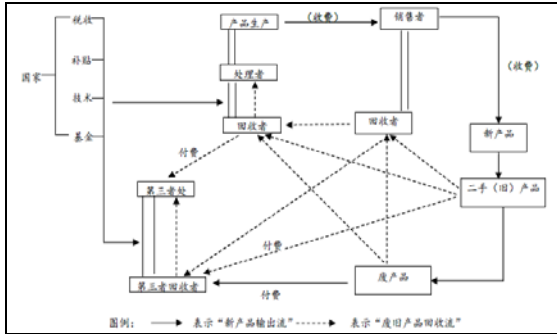 税收
产品生产
（收费）
销售者
补贴
（收费）
国家
处理者
技术
回收者
回收者
新产品
基金
付费
第三者处
二手（旧）产品
付费
废产品
第三者回收者
付费
图例：
表示“新产品输出流”
表示“废旧产品回收流”